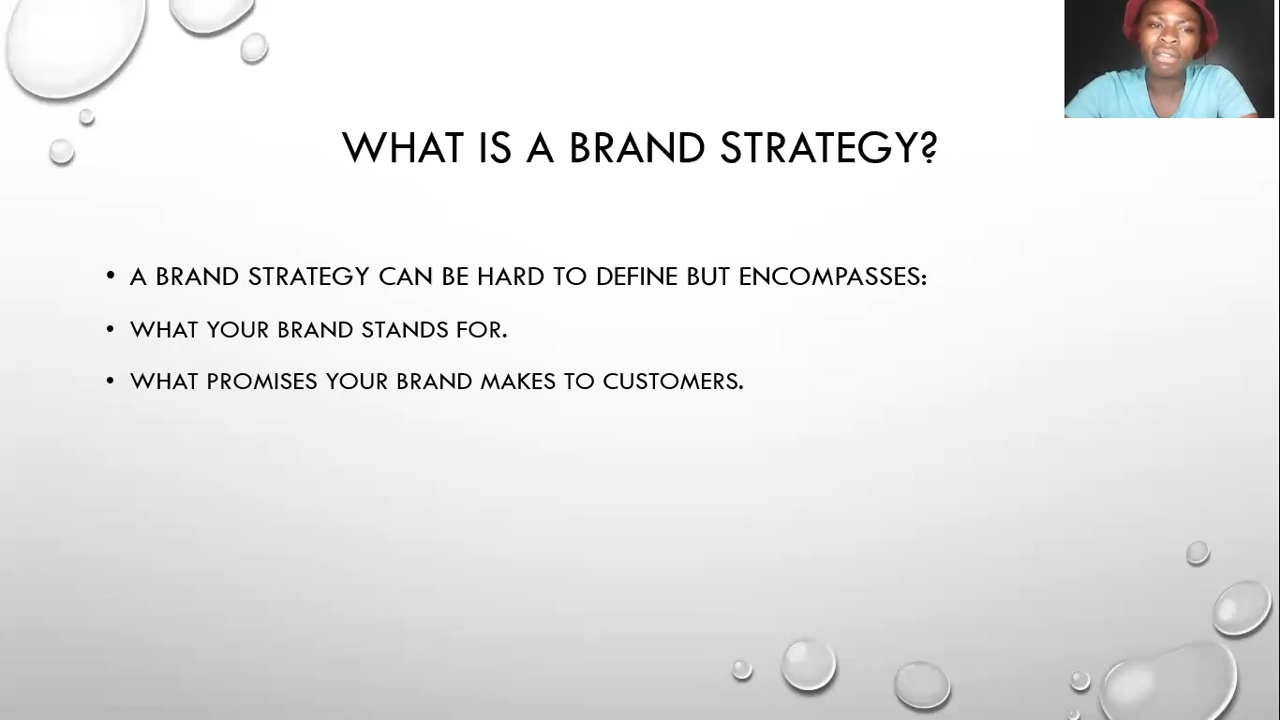 WHAT IS A BRAND STRATEGY?
• A BRAND STRATEGY CAN BE HARD TO DEFINE BUT ENCOMPASSES:
• WHAT YOUR BRAND STANDS FOR.
• WHAT PROMISES YOUR BRAND MAKES TO CUSTOMERS.